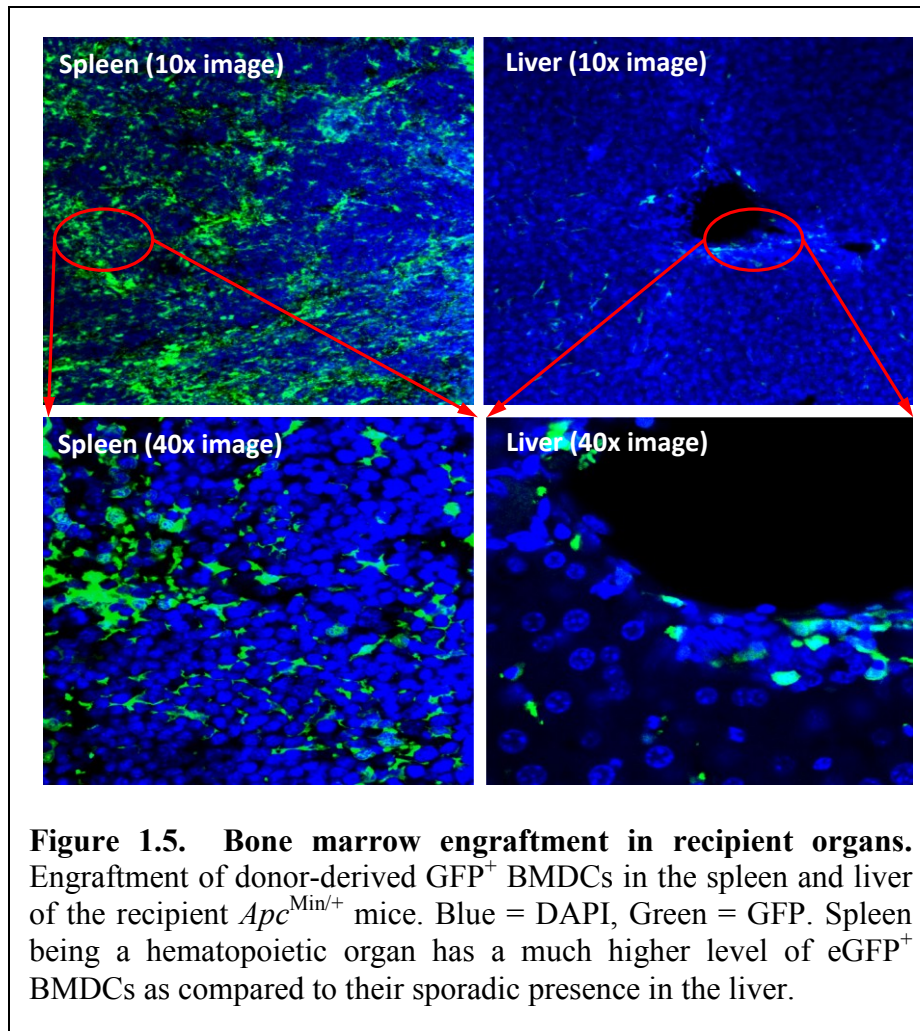 Spleen (10x image)
Liver (10x image)
Spleen (40x image)
Liver (40x image)
Figure 1.5. Bone marrow engraftment in recipient organs.
Engraftment of donor-derived GFP⁺ BMDCs in the spleen and liver
of the recipient Apc^Min/+ mice. Blue = DAPI, Green = GFP. Spleen
being a hematopoietic organ has a much higher level of eGFP⁺
BMDCs as compared to their sporadic presence in the liver.